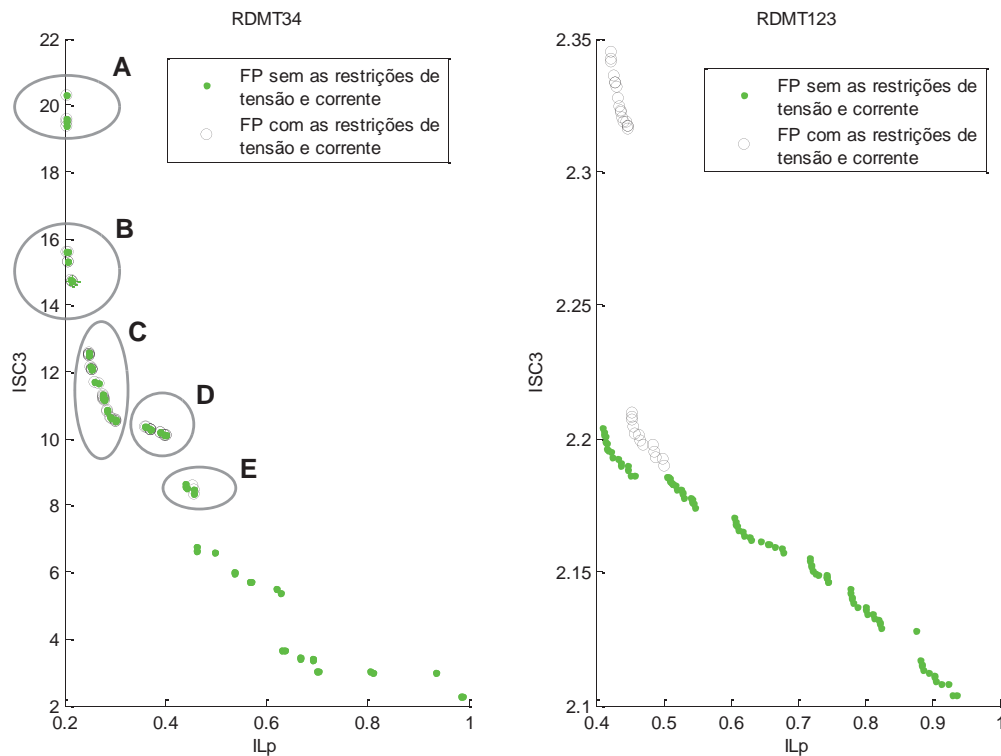 RDMT34
22
20
18
16
14
12
10
8
6
4
2
ISC3
0.2
0.4
0.6
0.8
1
ILp
A
B
C
D
E
FP sem as restrições de
tensão e corrente
FP com as restrições de
tensão e corrente
RDMT123
2.35
2.3
2.25
2.2
2.15
2.1
ISC3
0.4
0.5
0.6
0.7
0.8
0.9
1
ILp
FP sem as restrições de
tensão e corrente
FP com as restrições de
tensão e corrente